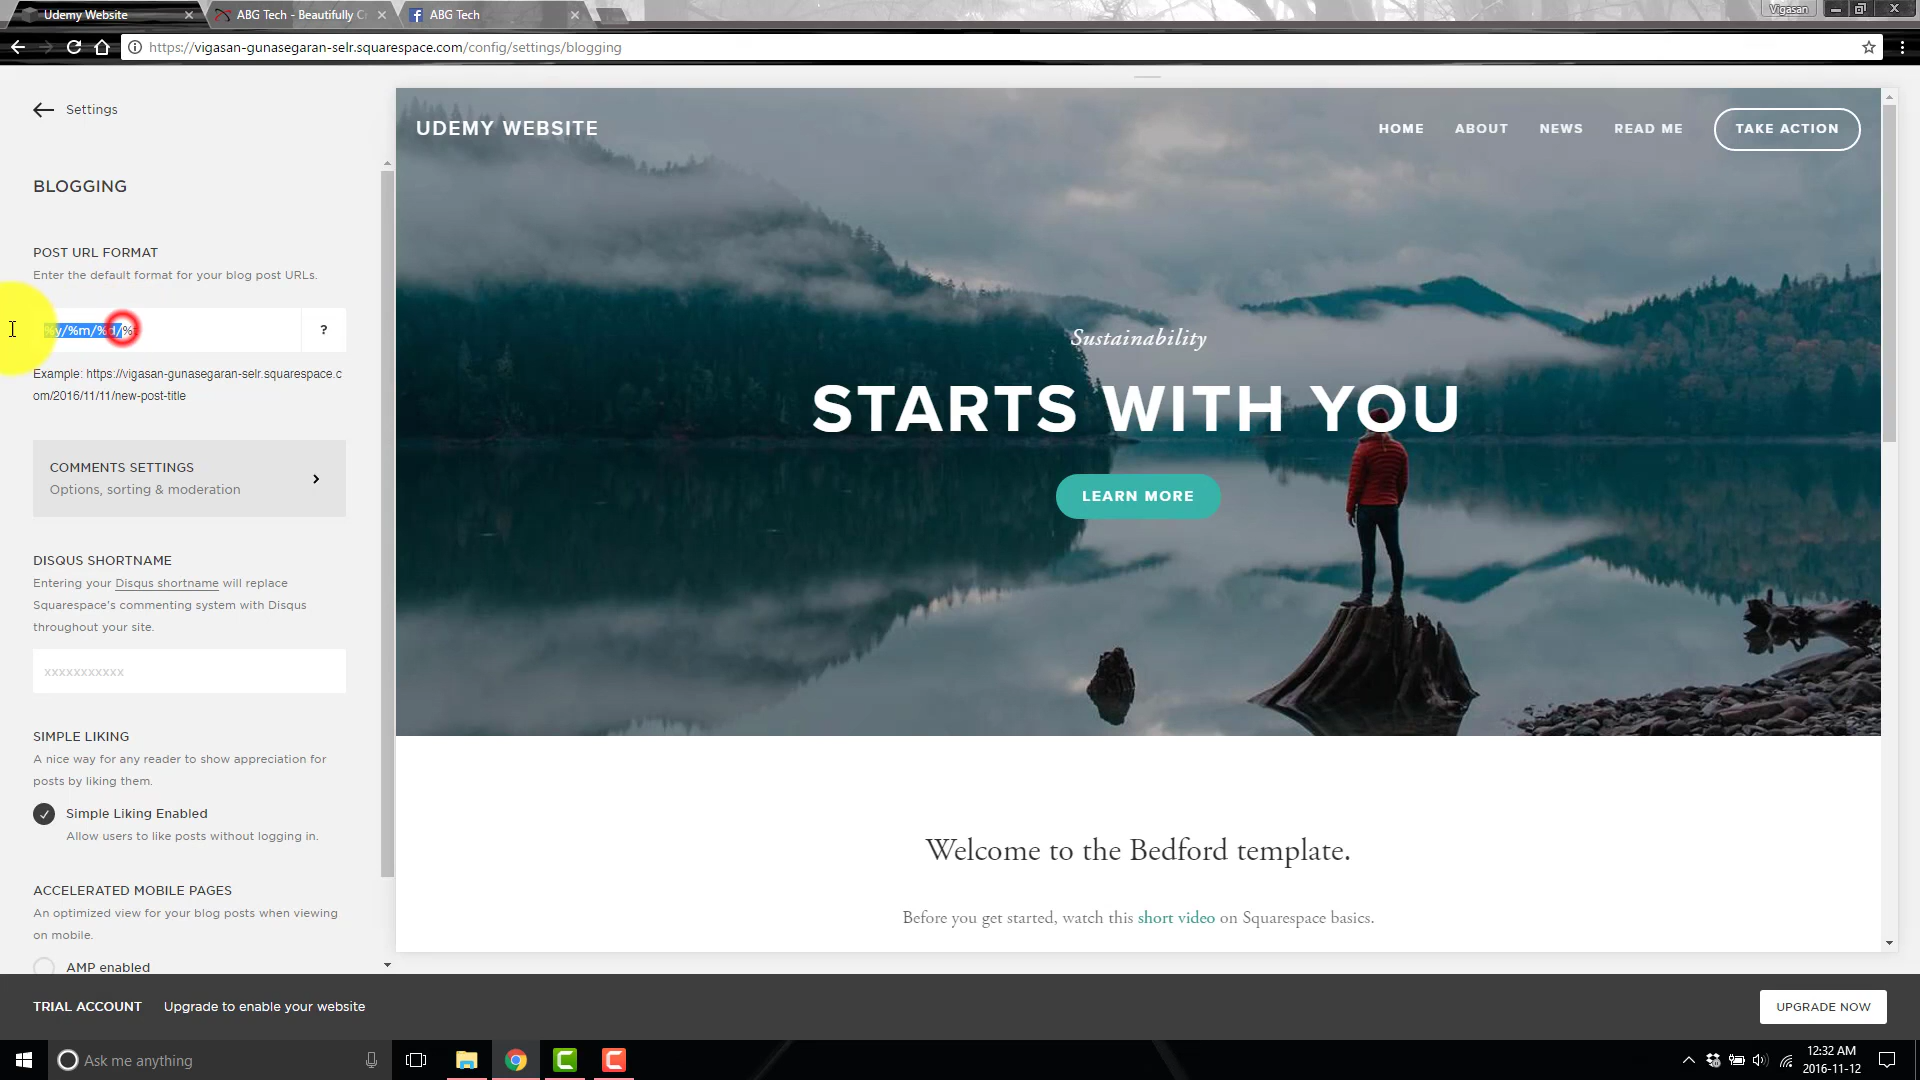 Udemy Website
ABG Tech - Beautifully Cr
ABG Tech
Vigasan
https://vigasan-gunasegaran-selr.squarespace.com/config/settings/blogging
Settings
BLOGGING
POST URL FORMAT
Enter the default format for your blog post URLs.
%y/%m/%d/%
?
Example: https://vigasan-gunasegaran-selr.squarespace.c
om/2016/11/11/new-post-title
COMMENTS SETTINGS
Options, sorting & moderation
DISQUS SHORTNAME
Entering your Disqus shortname will replace
Squarespace's commenting system with Disqus
throughout your site.
xxxxxxxxxxx
SIMPLE LIKING
A nice way for any reader to show appreciation for
posts by liking them.
Simple Liking Enabled
Allow users to like posts without logging in.
ACCELERATED MOBILE PAGES
An optimized view for your blog posts when viewing
on mobile.
AMP enabled
UDEMY WEBSITE
HOME ABOUT NEWS READ ME TAKE ACTION
Sustainability
STARTS WITH YOU
LEARN MORE
Welcome to the Bedford template.
Before you get started, watch this short video on Squarespace basics.
TRIAL ACCOUNT Upgrade to enable your website
UPGRADE NOW
Ask me anything
12:32 AM
2016-11-12